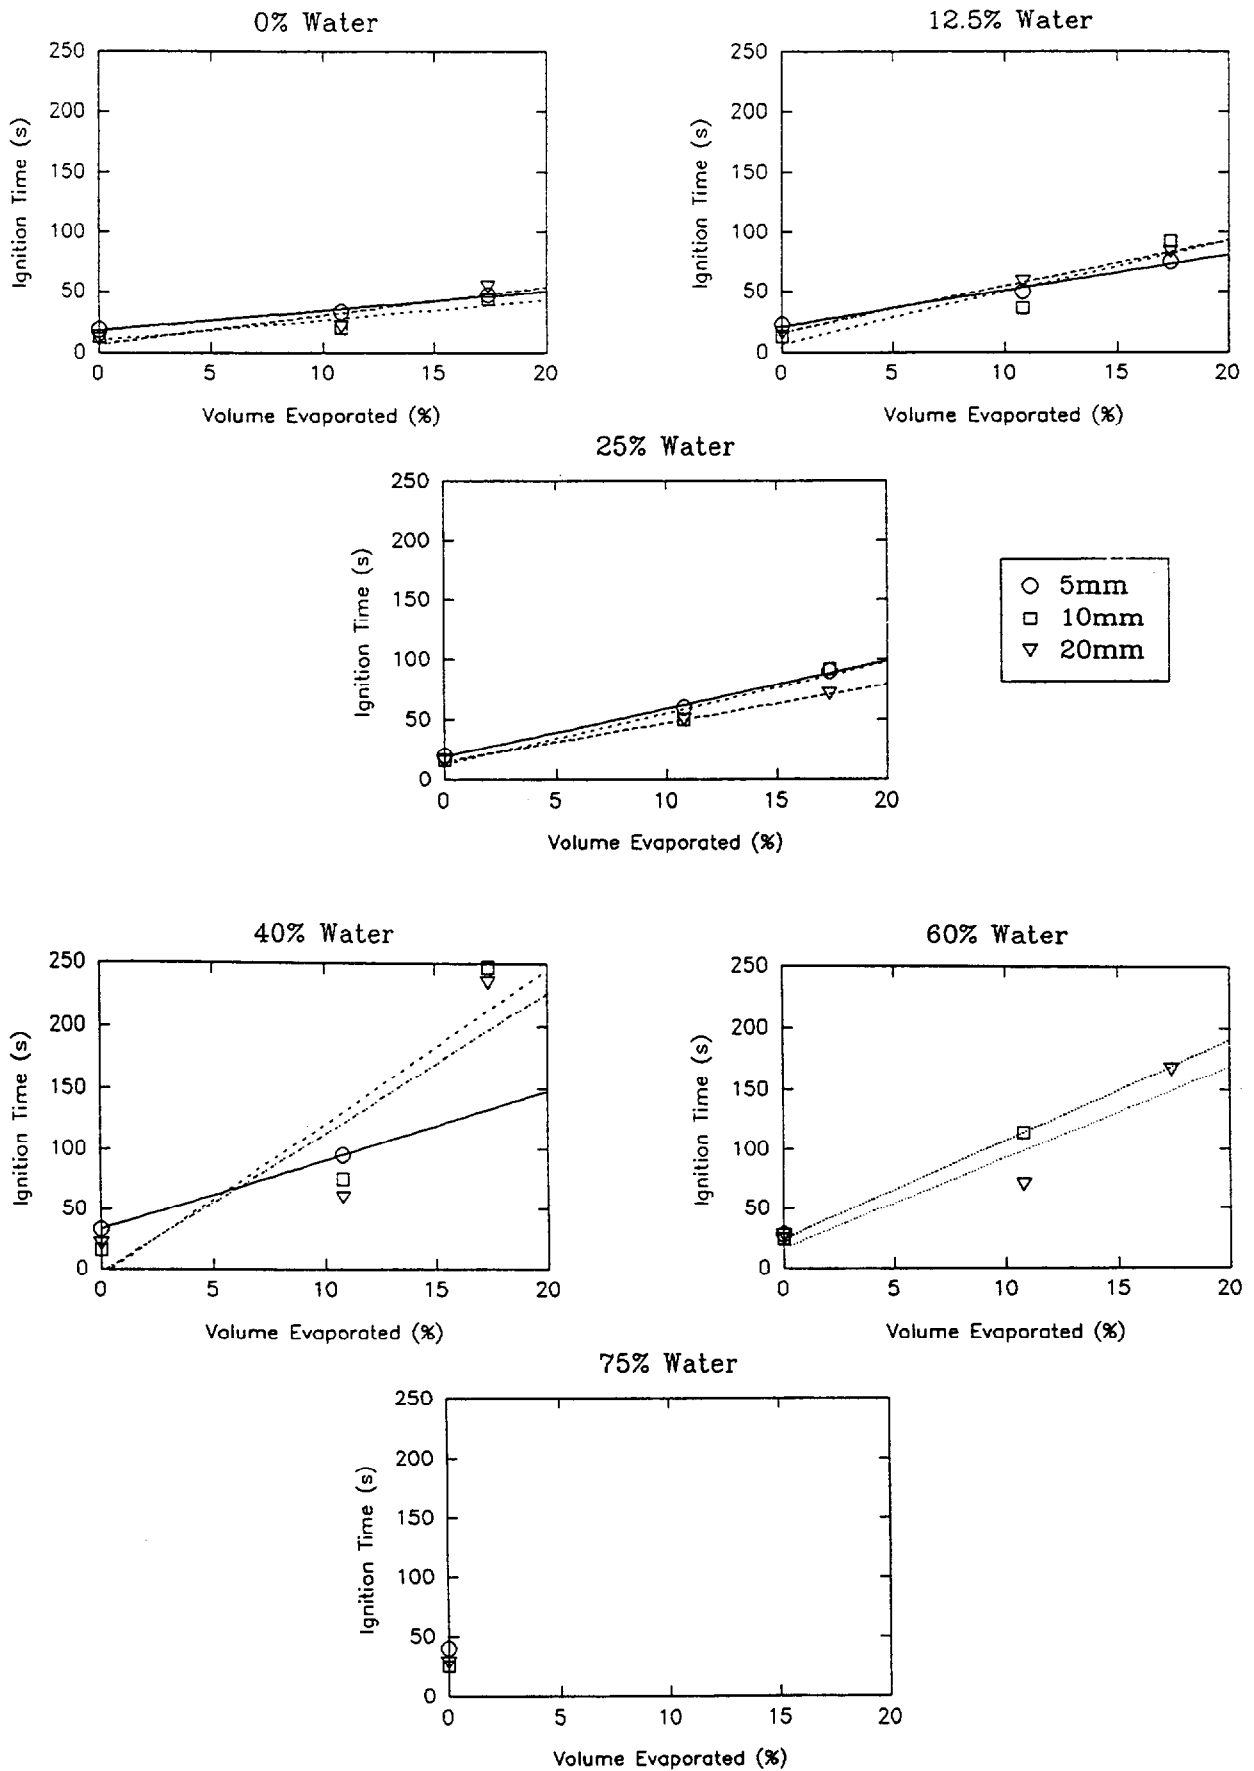 0% Water
250
200
150
100
50
0
0 5 10 15 20
Ignition Time (s)
Volume Evaporated (%)
12.5% Water
250
200
150
100
50
0
0 5 10 15 20
Ignition Time (s)
Volume Evaporated (%)
25% Water
250
200
150
100
50
0
0 5 10 15 20
Ignition Time (s)
Volume Evaporated (%)
5mm
10mm
20mm
40% Water
250
200
150
100
50
0
0 5 10 15 20
Ignition Time (s)
Volume Evaporated (%)
60% Water
250
200
150
100
50
0
0 5 10 15 20
Ignition Time (s)
Volume Evaporated (%)
75% Water
250
200
150
100
50
0
0 5 10 15 20
Ignition Time (s)
Volume Evaporated (%)